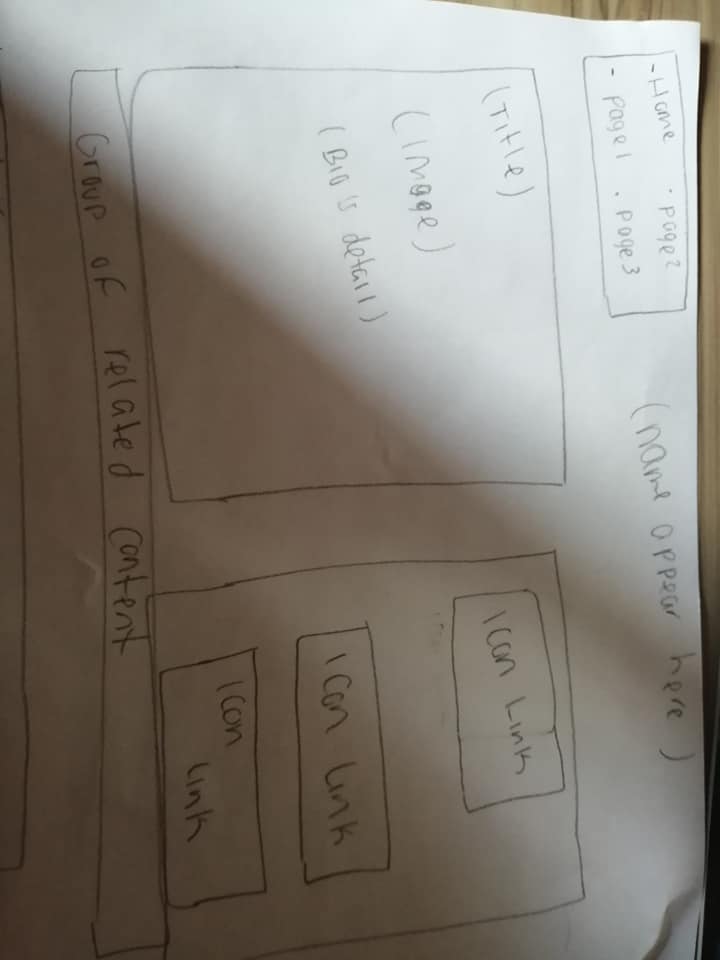 - Home . page2
- page1 . page3
(name appear here)
(Title)
(Image)
(Bio is detail)
Icon Link
Icon Link
Icon
Link
Group of related content